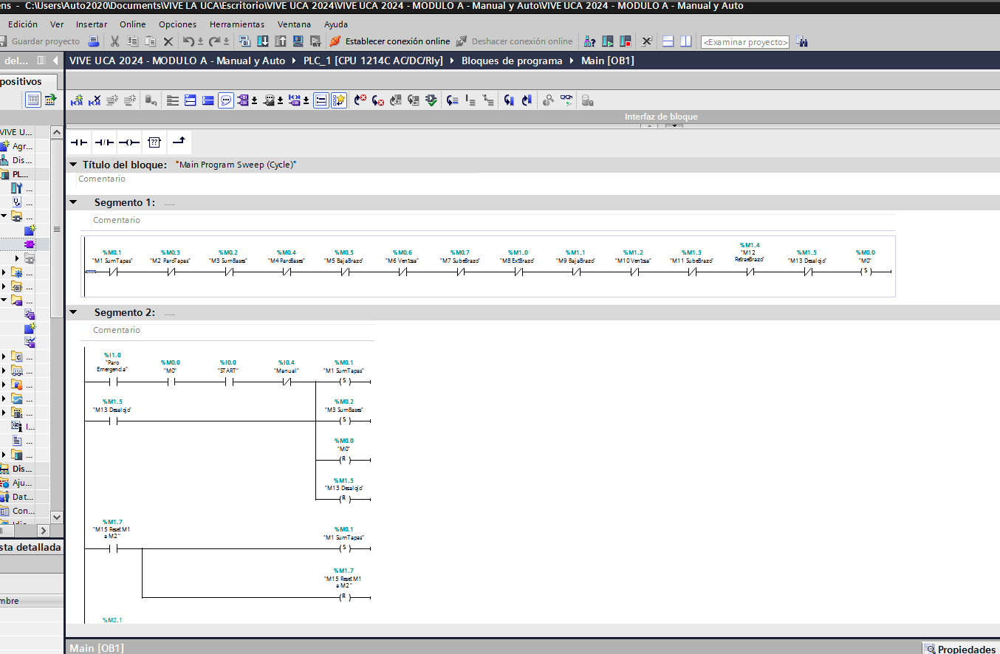 ens - C:\Users\Auto2020\Documents\VIVE LA UCA\Escritorio\VIVE UCA 2024\VIVE UCA 2024 - MODULO A - Manual y Auto\VIVE UCA 2024 - MODULO A - Manual y Auto
Edición Ver Insertar Online Opciones Herramientas Ventana Ayuda
Guardar proyecto Establecer conexión online Deshacer conexión online <Examinar proyecto>
del... VIVE UCA 2024 - MODULO A - Manual y Auto PLC_1 [CPU 1214C AC/DC/Rly] Bloques de programa Main [OB1]
positivos
Interfaz de bloque
VIVE U...
Agr...
Dis...
PL...
...
...
...
...
...
...
...
...
...
...
...
...
I...
...
...
Dis...
Aju...
Dat...
Con...
sta detallada
mbre
Título del bloque: "Main Program Sweep (Cycle)"
Comentario
Segmento 1: .....
Comentario
%M0.1 %M0.3 %M0.2 %M0.4 %M0.5 %M0.6 %M0.7 %M1.0 %M1.1 %M1.2 %M1.3 %M1.4 %M1.5 %M0.0
"M1 SumTapas" "M2 ParoTapas" "M3 SumBases" "M4 ParoBases" "M5 BajaBrazo" "M6 Ventosa" "M7 SubeBrazo" "M8 ExtBrazo" "M9 BajaBrazo" "M10 Ventosa" "M11 SubeBrazo" "M12 RetraeBrazo" "M13 Desalojo" "M0"
( S )
Segmento 2: .....
Comentario
%I1.0 %M0.0 %I0.0 %I0.4 %M0.1
"Paro Emergencia" "M0" "START" "Manual" "M1 SumTapas"
( S )
%M1.5 %M0.2
"M13 Desalojo" "M3 SumBases"
( S )
%M0.0
"M0"
( R )
%M1.5
"M13 Desalojo"
( R )
%M1.7 %M0.1
"M15 Reset M1 a M2" "M1 SumTapas"
( S )
%M1.7
"M15 Reset M1
a M2"
( R )
%M2.1
Main [OB1] Propiedades